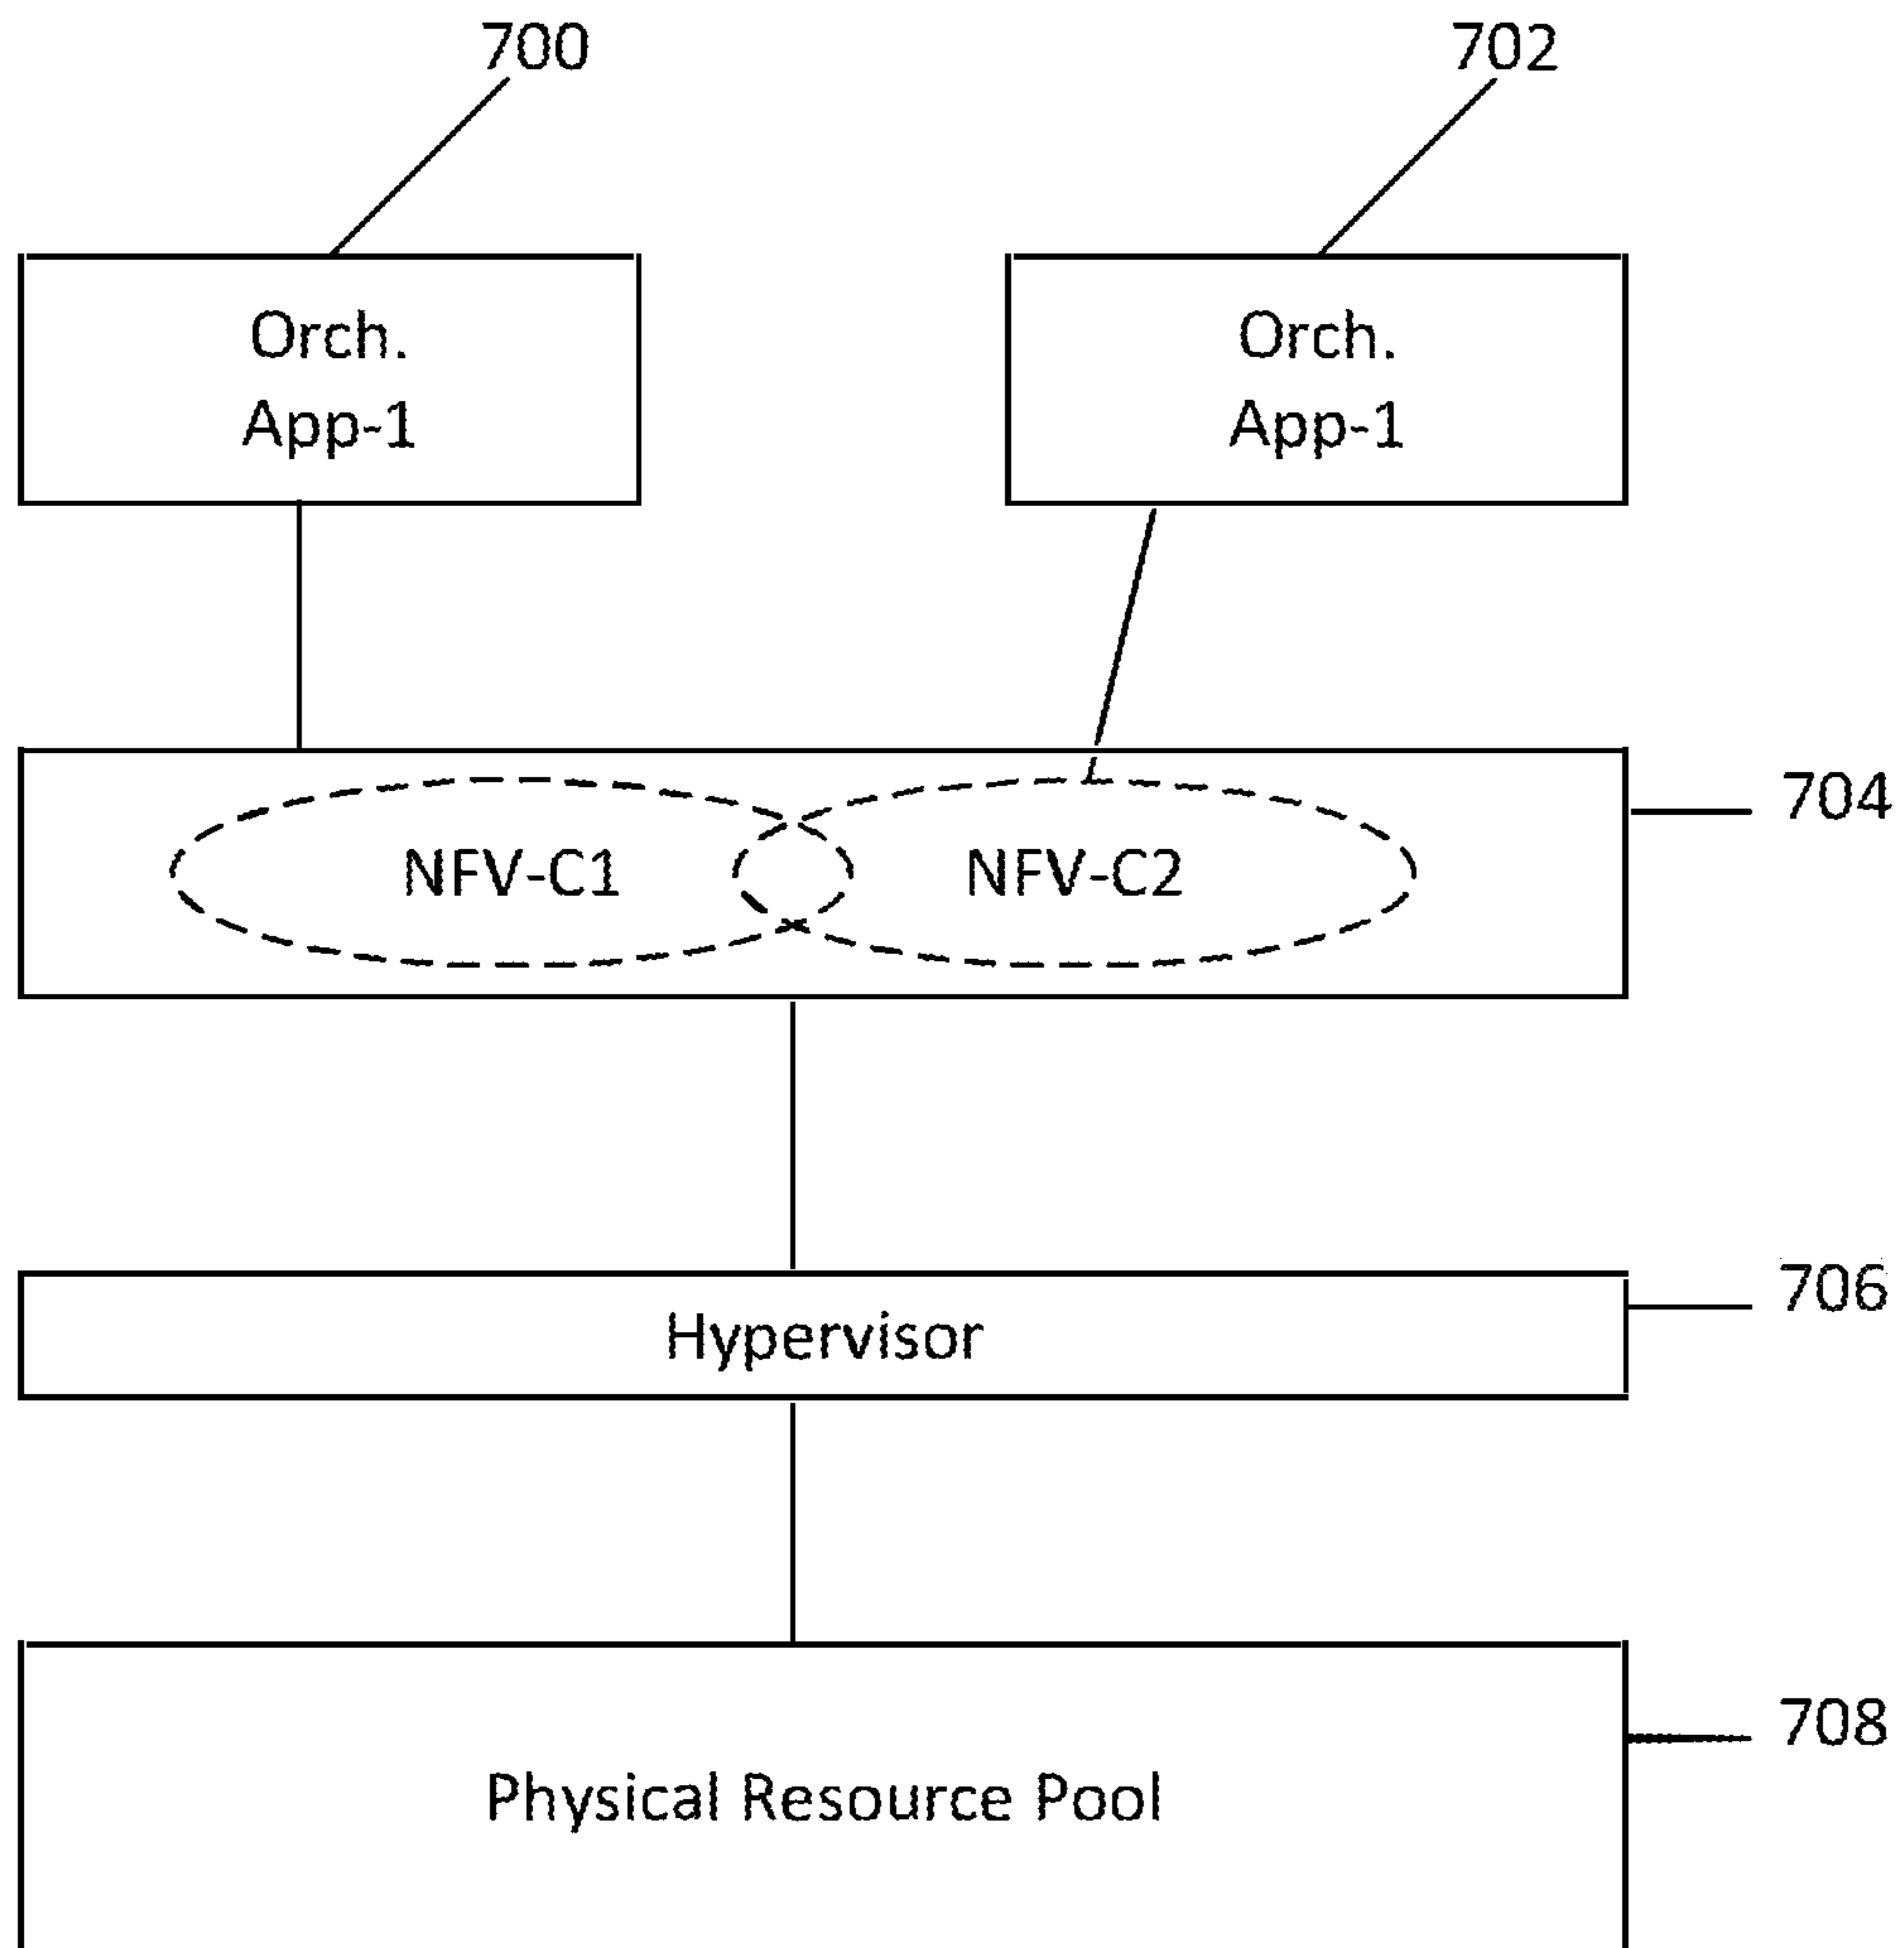 700
702
Orch.
App-1
Orch.
App-1
704
NFV-C1
NFV-C2
706
Hypervisor
708
Physical Resource Pool